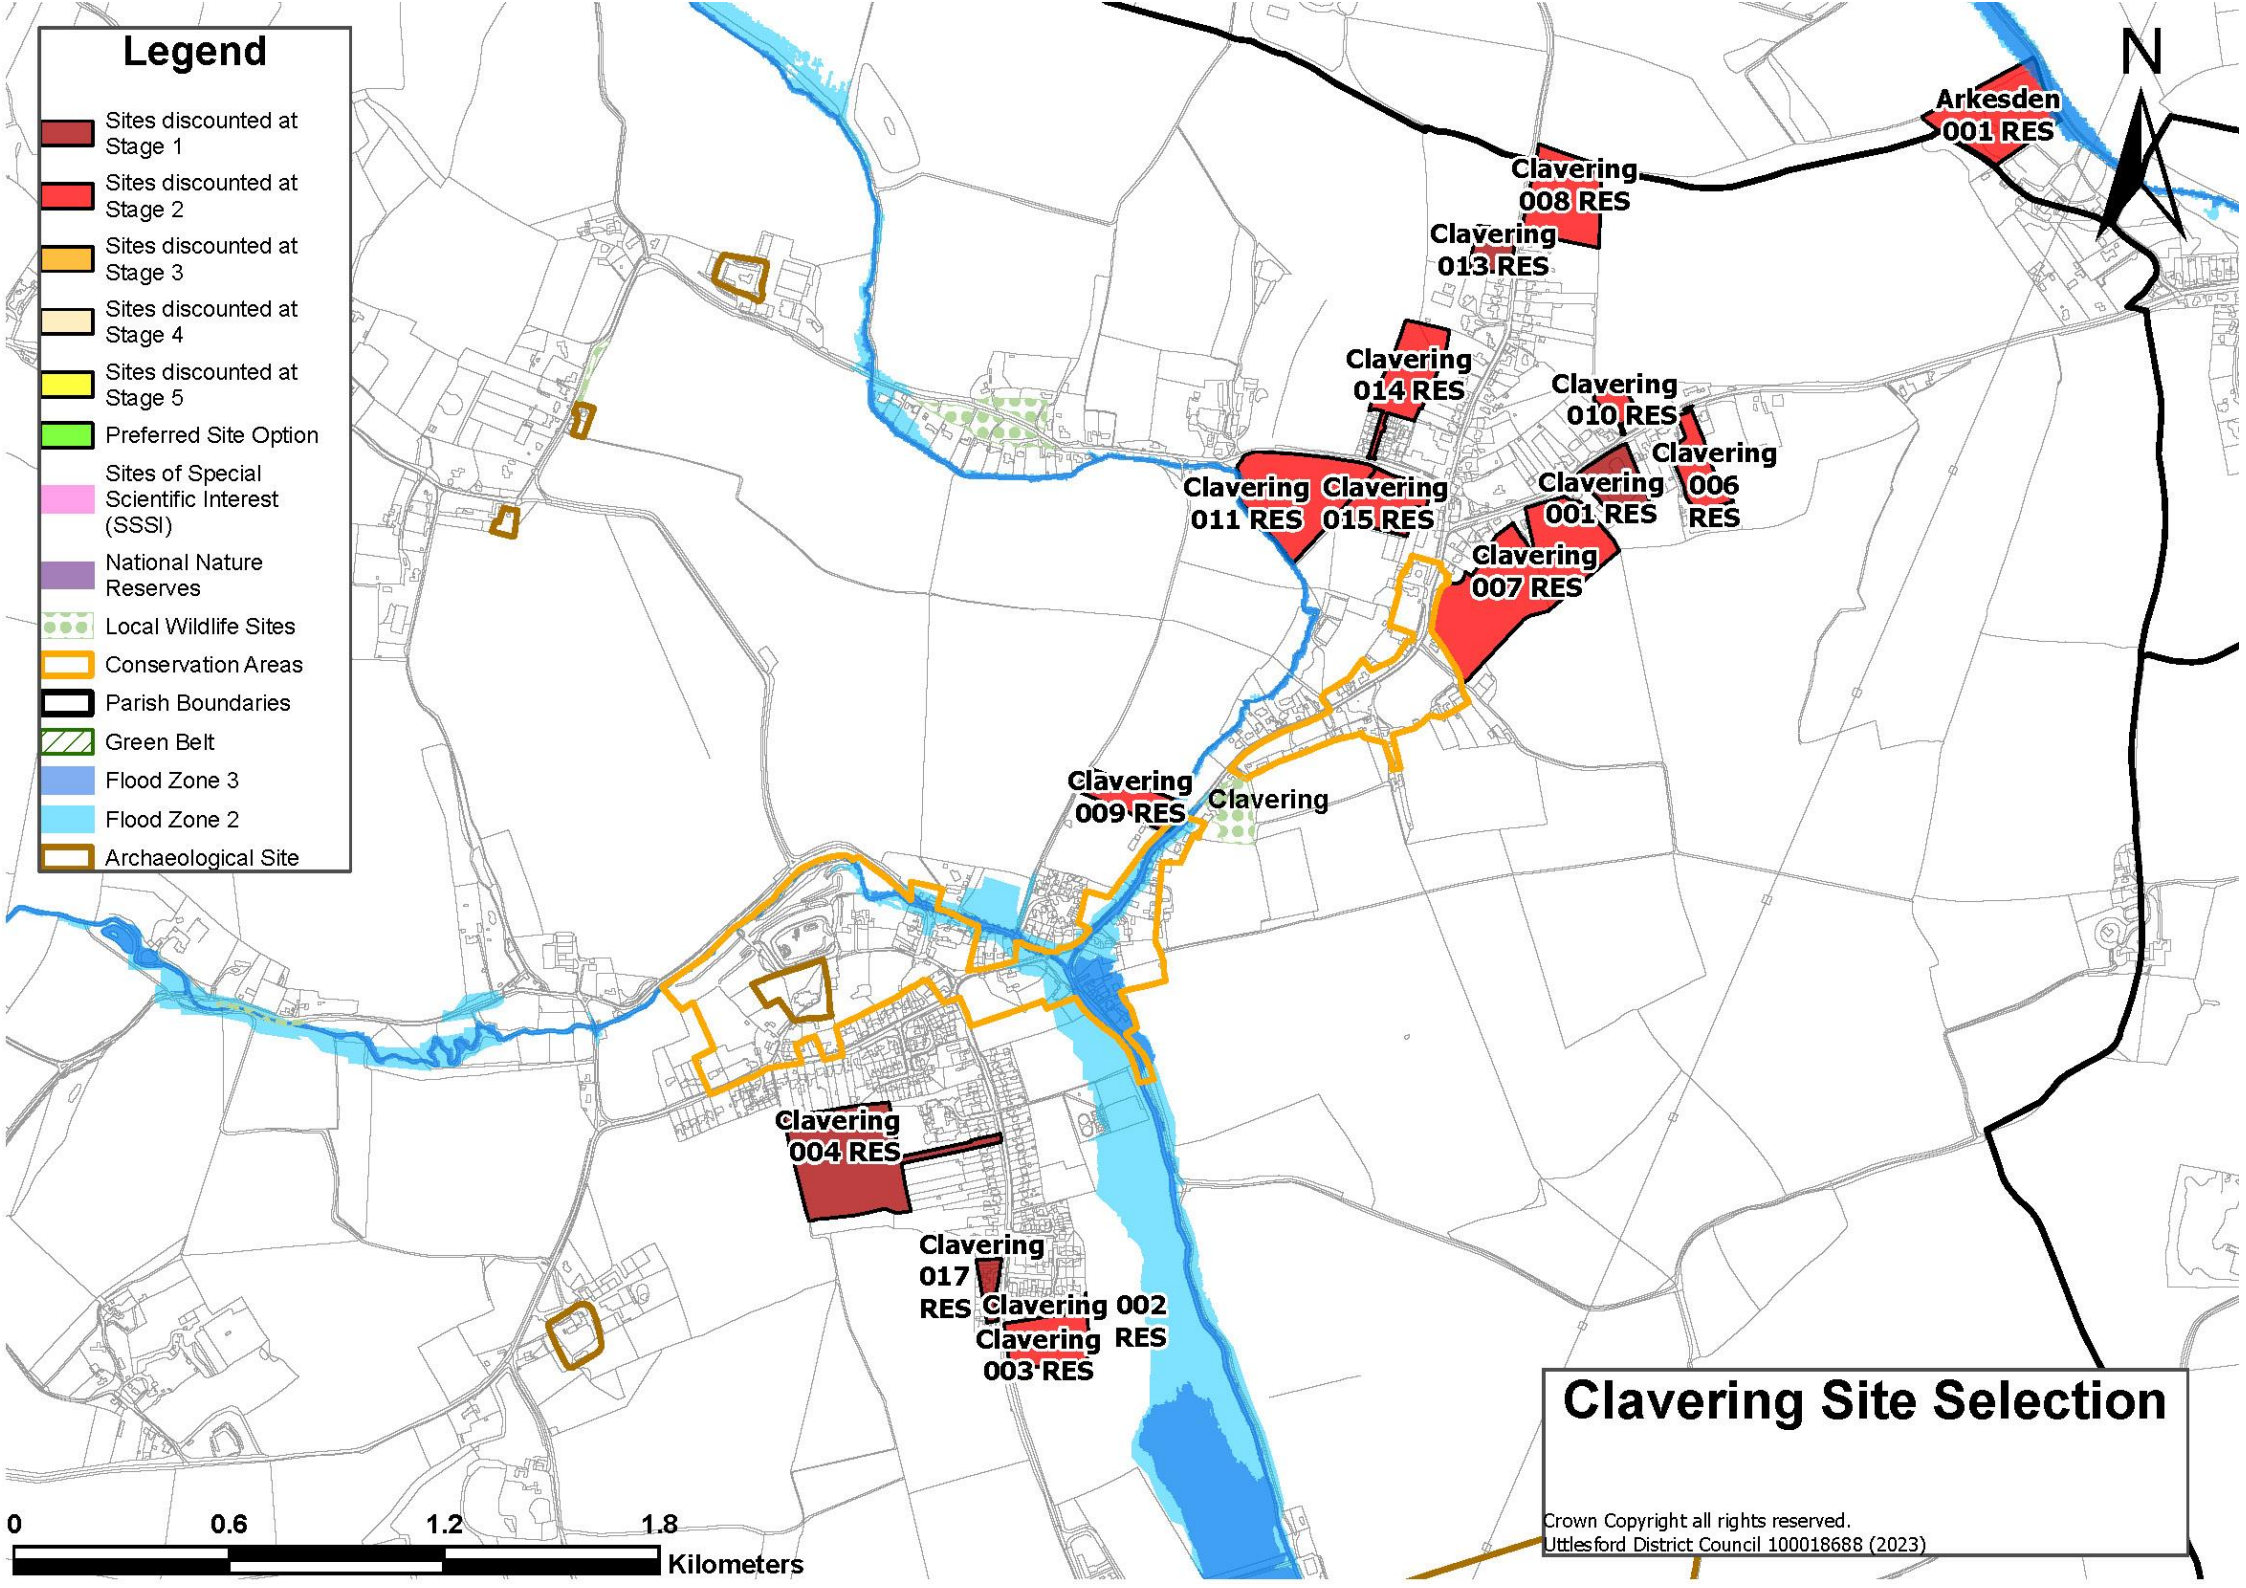 Legend
Sites discounted at
Stage 1
Sites discounted at
Stage 2
Sites discounted at
Stage 3
Sites discounted at
Stage 4
Sites discounted at
Stage 5
Preferred Site Option
Sites of Special
Scientific Interest
(SSSI)
National Nature
Reserves
Local Wildlife Sites
Conservation Areas
Parish Boundaries
Green Belt
Flood Zone 3
Flood Zone 2
Archaeological Site
N
Arkesden
001 RES
Clavering
008 RES
Clavering
013 RES
Clavering
014 RES
Clavering
010 RES
Clavering
006
RES
Clavering
001 RES
Clavering
011 RES
Clavering
015 RES
Clavering
007 RES
Clavering
009 RES
Clavering
Clavering
004 RES
Clavering
017
RES
Clavering 002
RES
Clavering
003 RES
0 0.6 1.2 1.8
Kilometers
Clavering Site Selection
Crown Copyright all rights reserved.
Uttlesford District Council 100018688 (2023)